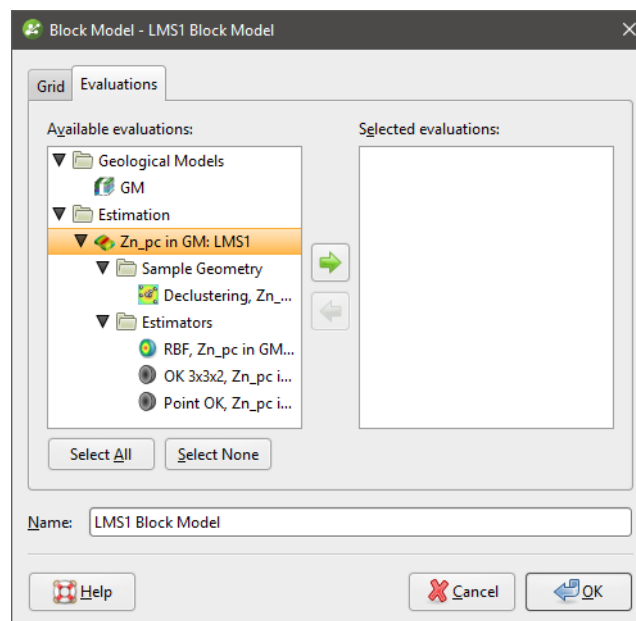 Block Model - LMS1 Block Model
Grid
Evaluations
Available evaluations:
Selected evaluations:
Geological Models
GM
Estimation
Zn_pc in GM: LMS1
Sample Geometry
Declustering, Zn_...
Estimators
RBF, Zn_pc in GM...
OK 3x3x2, Zn_pc i...
Point OK, Zn_pc i...
Select All
Select None
Name:
LMS1 Block Model
Help
Cancel
OK